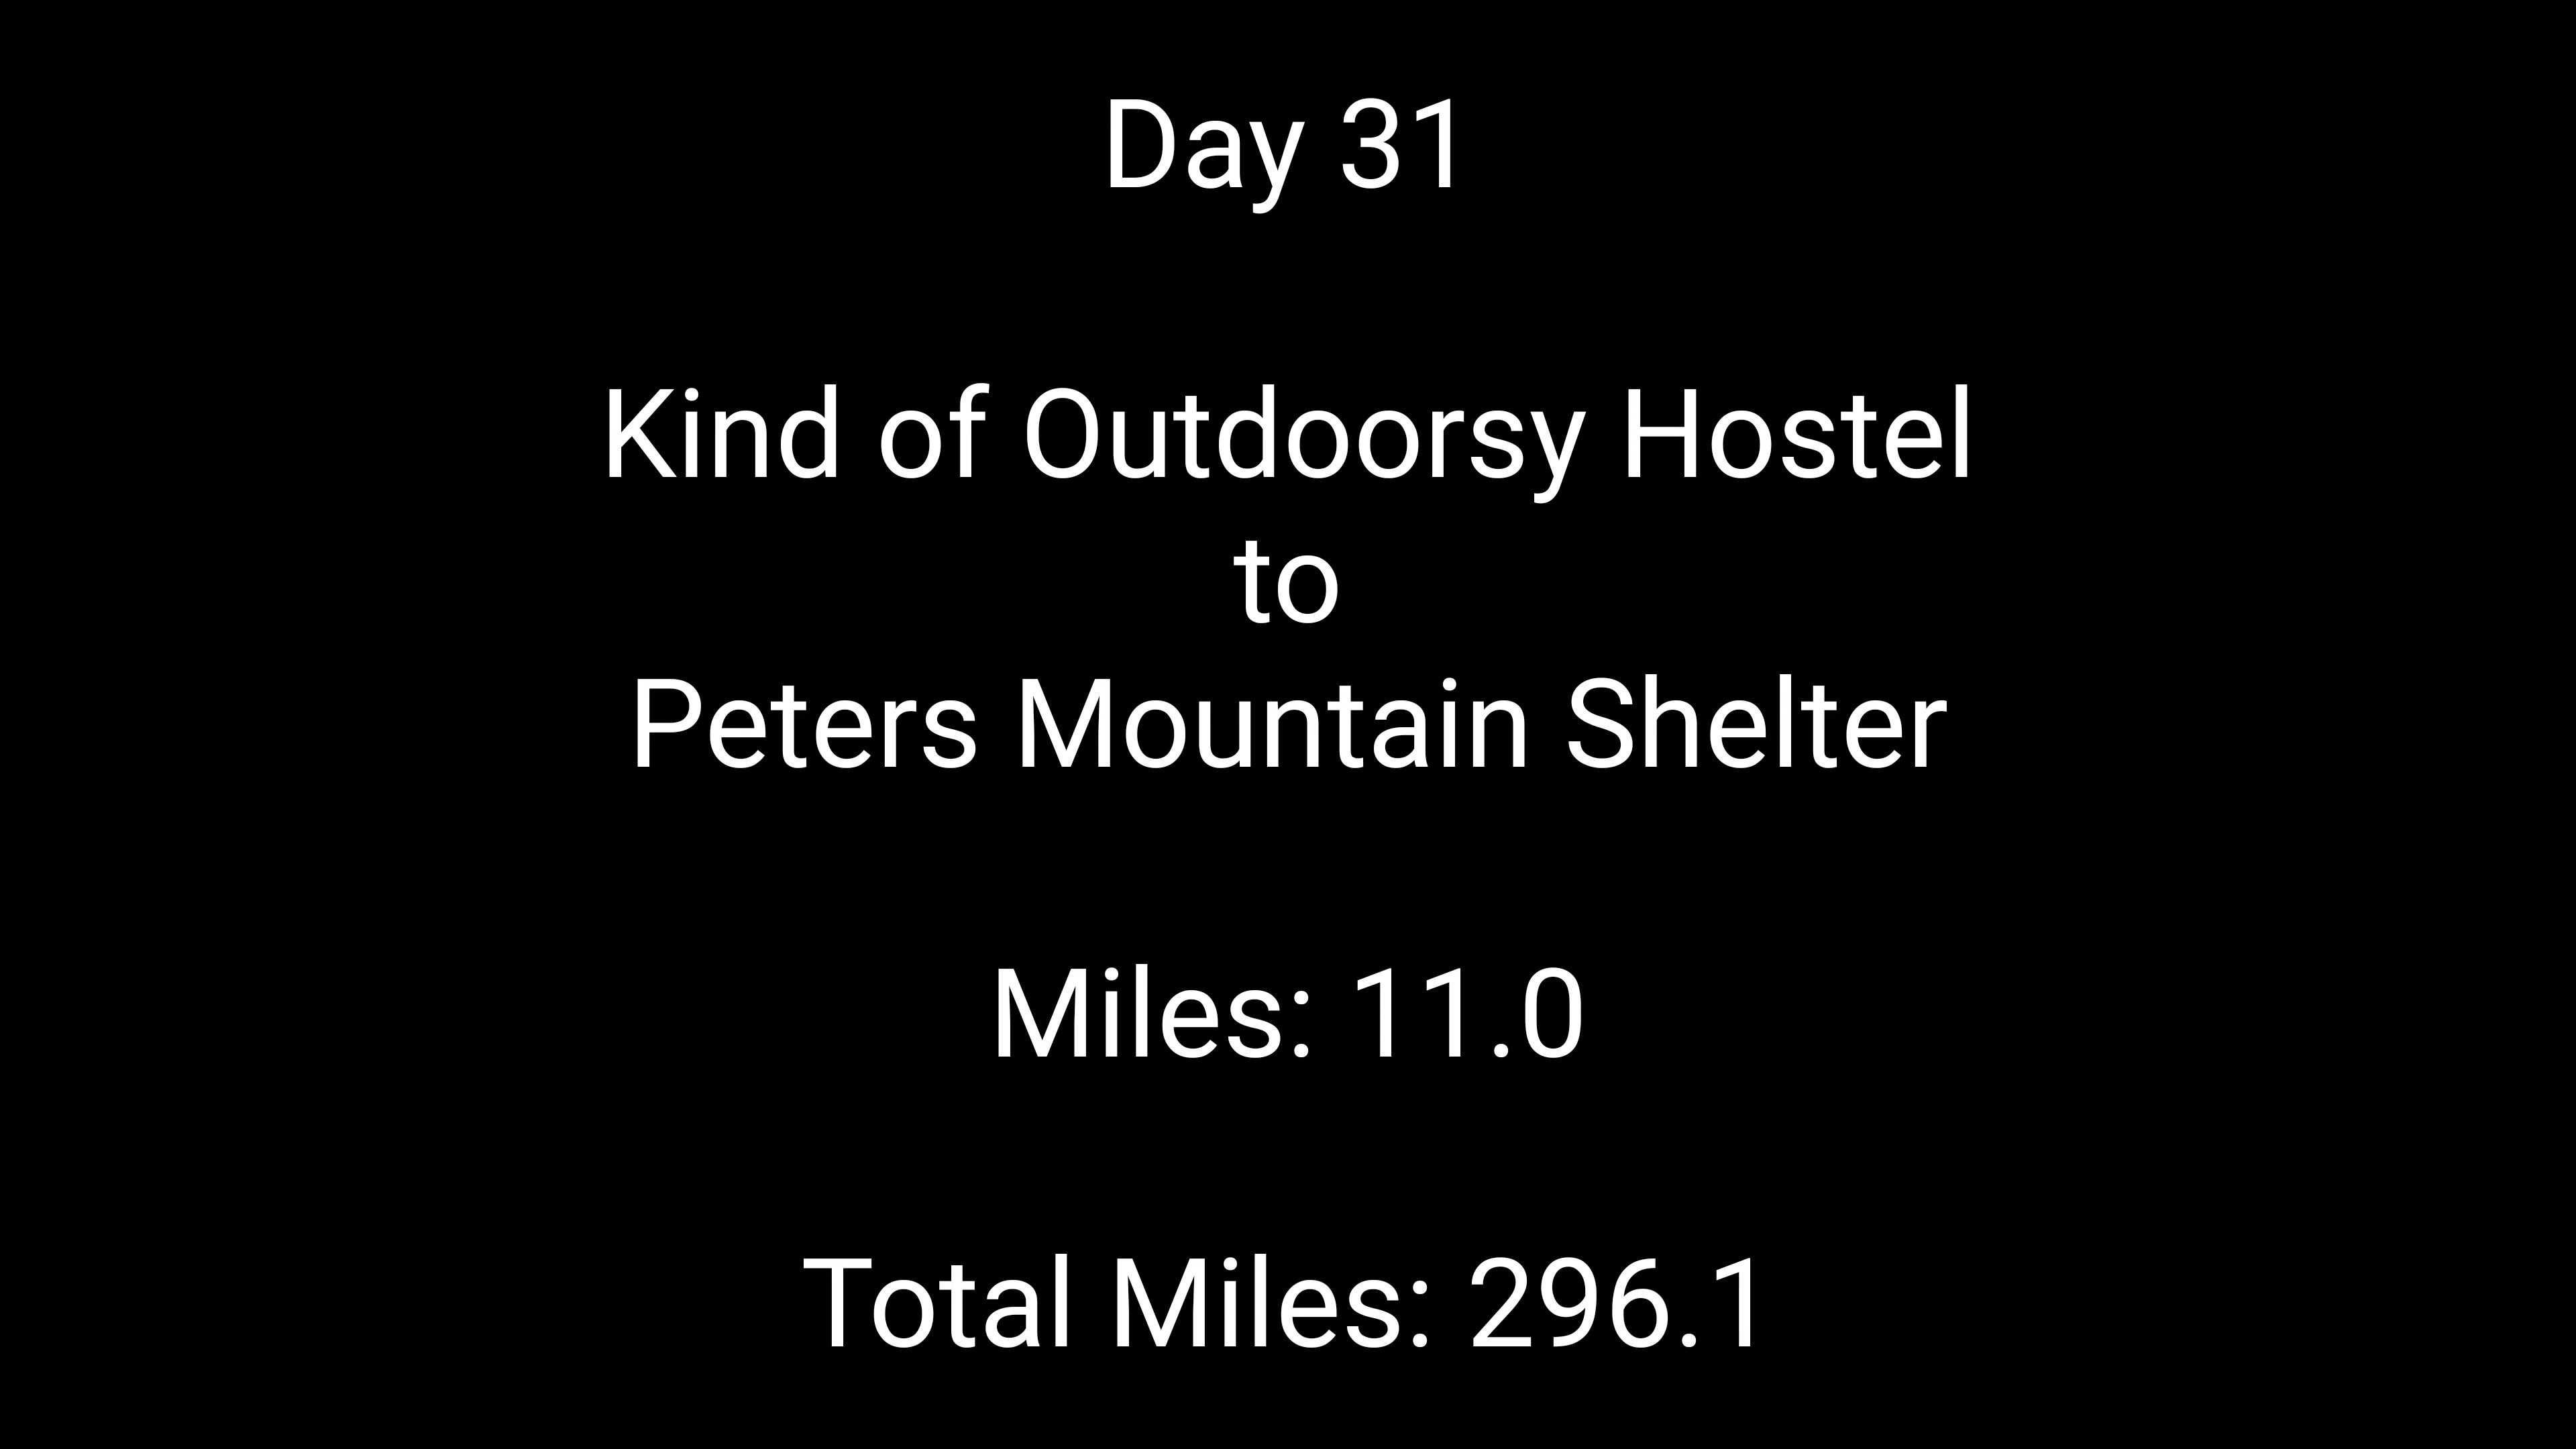 Day 31
Kind of Outdoorsy Hostel
to
Peters Mountain Shelter
Miles: 11.0
Total Miles: 296.1